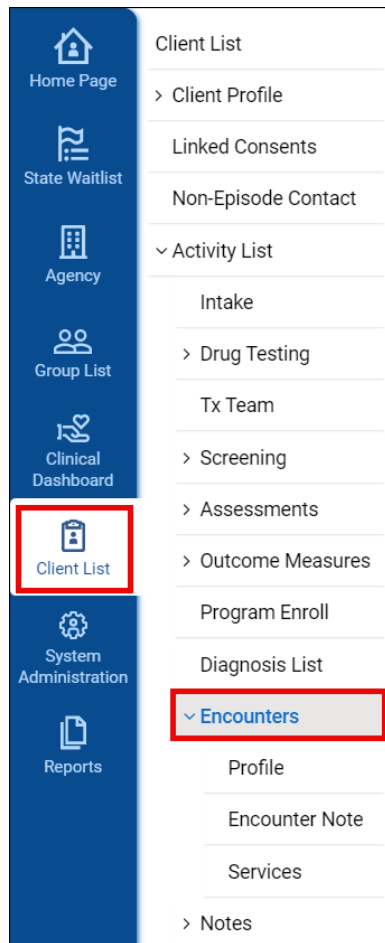 Home Page
State Waitlist
Agency
Group List
Clinical
Dashboard
Client List
System
Administration
Reports
Client List
Client Profile
Linked Consents
Non-Episode Contact
Activity List
Intake
Drug Testing
Tx Team
Screening
Assessments
Outcome Measures
Program Enroll
Diagnosis List
Encounters
Profile
Encounter Note
Services
Notes